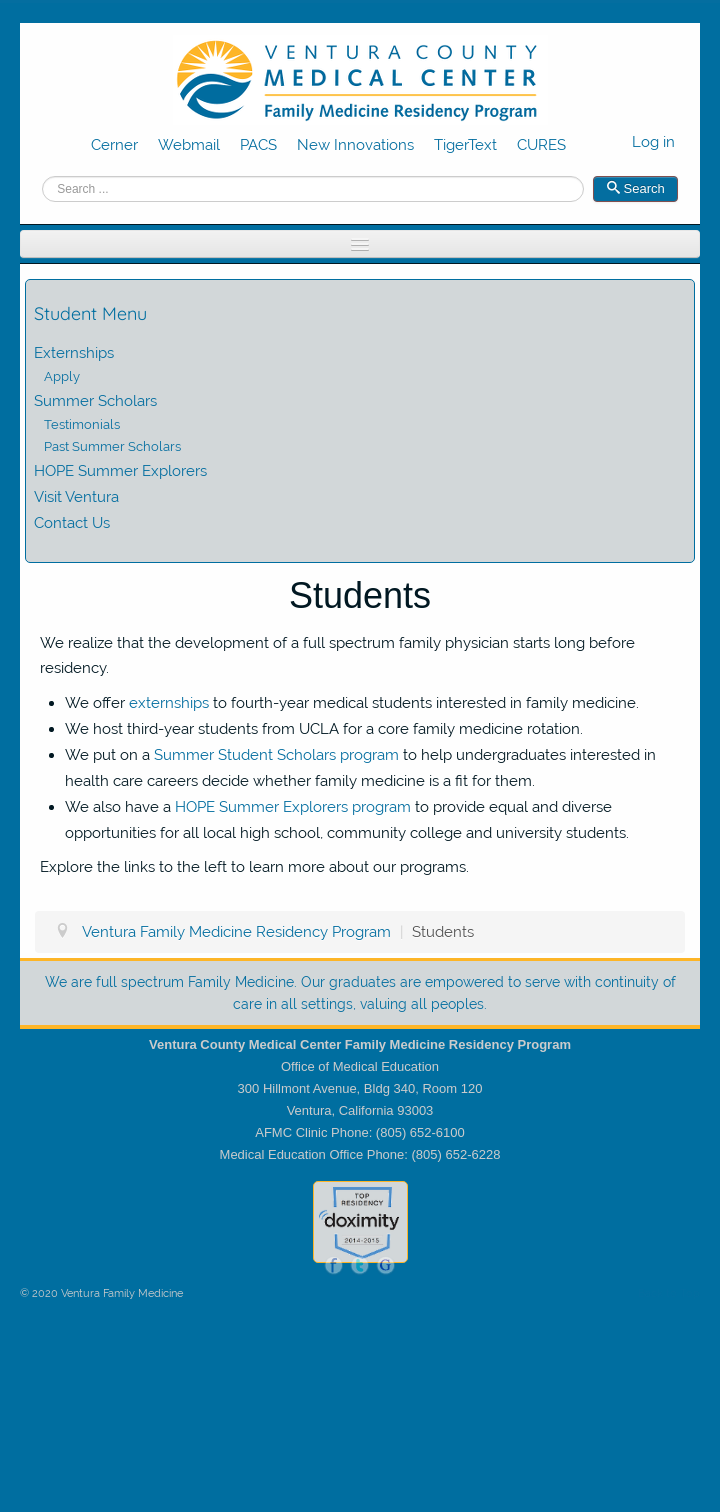 VENTURA COUNTY
MEDICAL CENTER
Family Medicine Residency Program
Cerner Webmail PACS New Innovations TigerText CURES Log in
Search ... Search
Student Menu
Externships
Apply
Summer Scholars
Testimonials
Past Summer Scholars
HOPE Summer Explorers
Visit Ventura
Contact Us
Students
We realize that the development of a full spectrum family physician starts long before
residency.
• We offer externships to fourth-year medical students interested in family medicine.
• We host third-year students from UCLA for a core family medicine rotation.
• We put on a Summer Student Scholars program to help undergraduates interested in
health care careers decide whether family medicine is a fit for them.
• We also have a HOPE Summer Explorers program to provide equal and diverse
opportunities for all local high school, community college and university students.
Explore the links to the left to learn more about our programs.
Ventura Family Medicine Residency Program | Students
We are full spectrum Family Medicine. Our graduates are empowered to serve with continuity of
care in all settings, valuing all peoples.
Ventura County Medical Center Family Medicine Residency Program
Office of Medical Education
300 Hillmont Avenue, Bldg 340, Room 120
Ventura, California 93003
AFMC Clinic Phone: (805) 652-6100
Medical Education Office Phone: (805) 652-6228
TOP
RESIDENCY
doximity
2014-2015
f t G
© 2020 Ventura Family Medicine